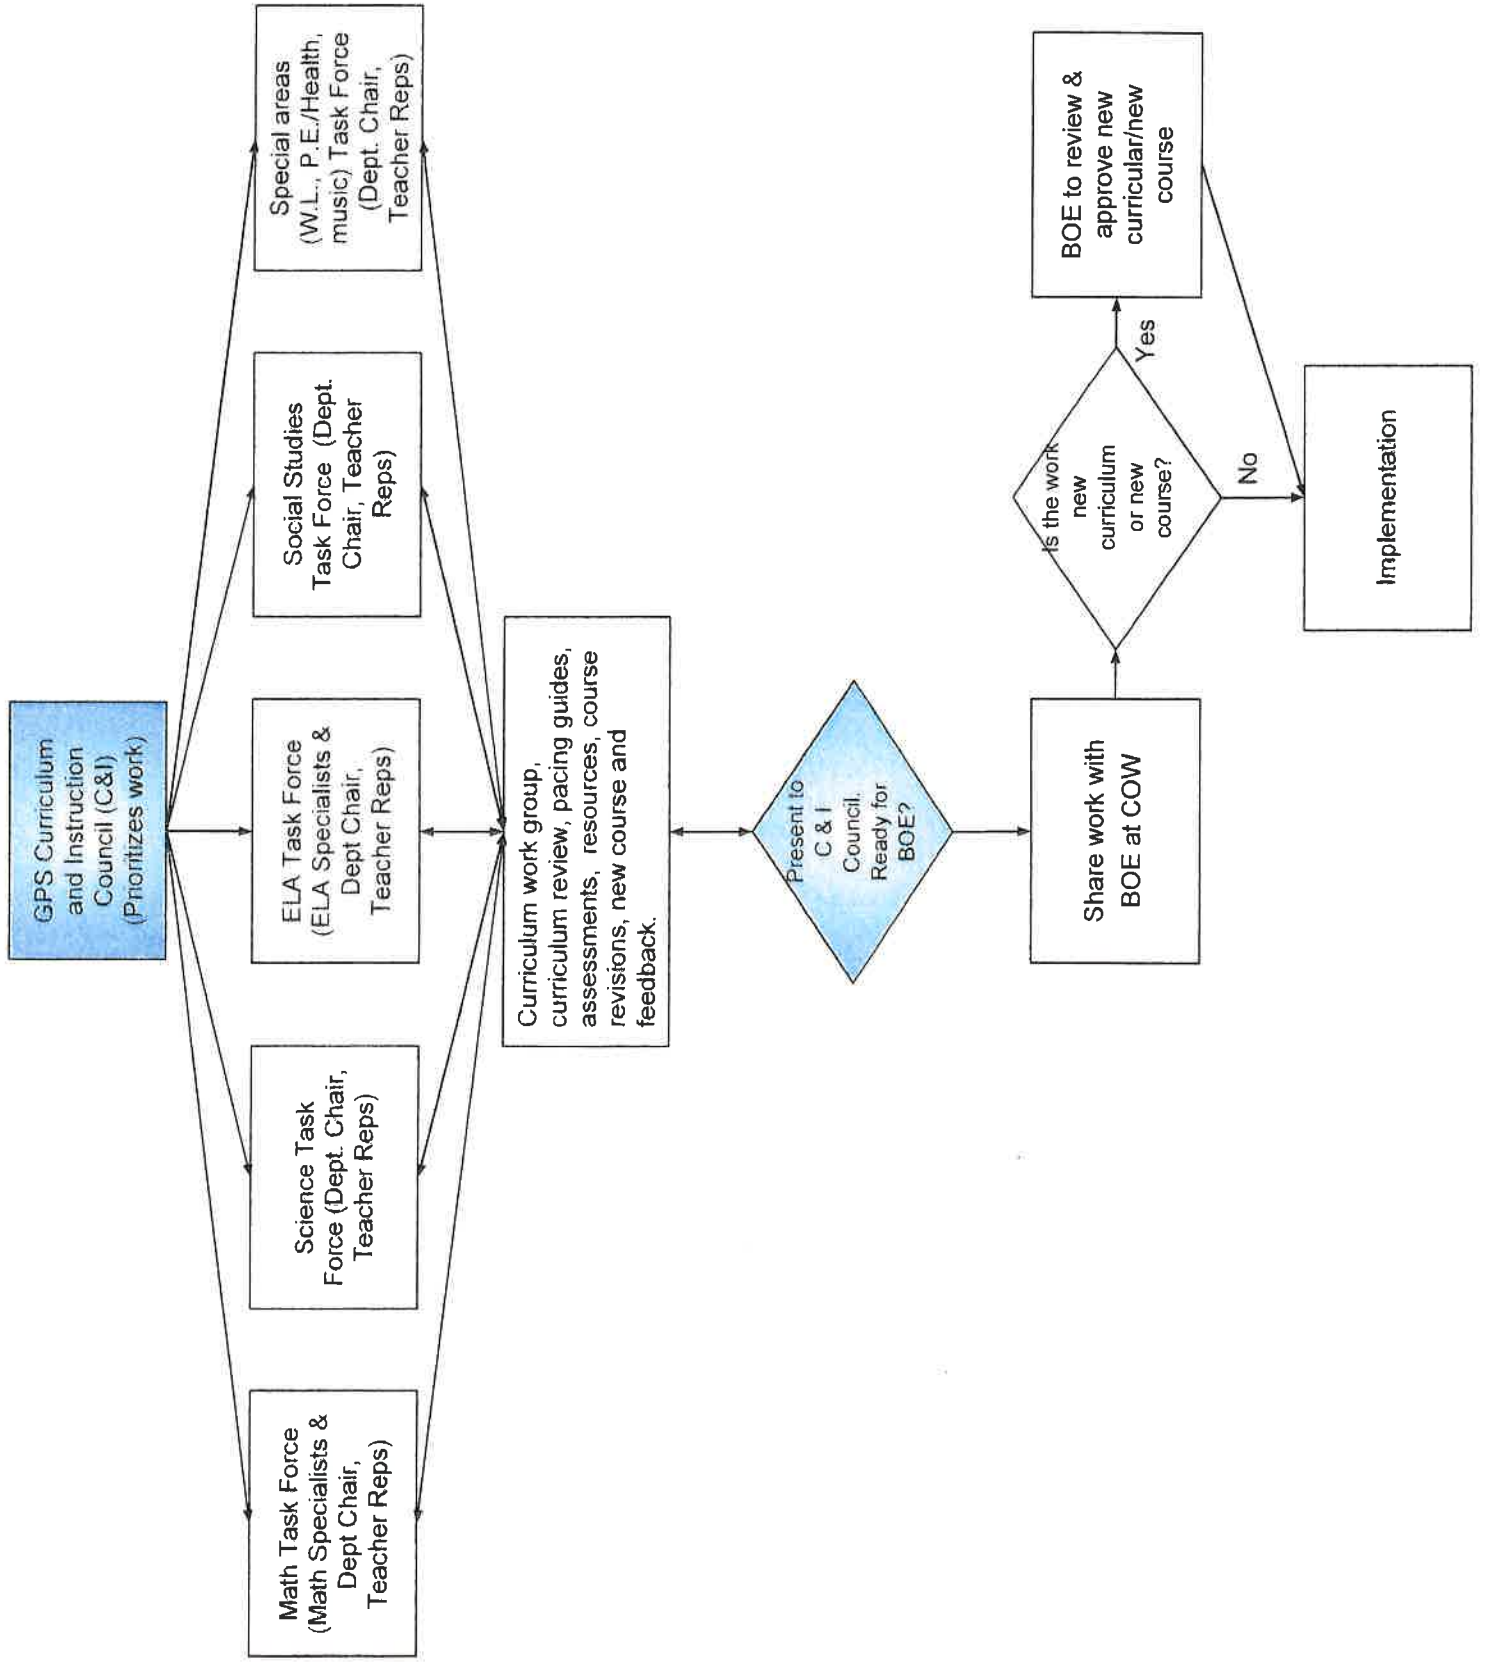 GPS Curriculum
and Instruction
Council (C&I)
(Prioritizes work)
Math Task Force
(Math Specialists &
Dept Chair,
Teacher Reps)
Science Task
Force (Dept. Chair,
Teacher Reps)
ELA Task Force
(ELA Specialists &
Dept Chair,
Teacher Reps)
Social Studies
Task Force (Dept.
Chair, Teacher
Reps)
Special areas
(W.L., P.E./Health,
music) Task Force
(Dept. Chair,
Teacher Reps)
Curriculum work group,
curriculum review, pacing guides,
assessments, resources, course
revisions, new course and
feedback.
Present to
C & I
Council.
Ready for
BOE?
Share work with
BOE at COW
Is the work
new
curriculum
or new
course?
Yes
No
BOE to review &
approve new
curricular/new
course
Implementation